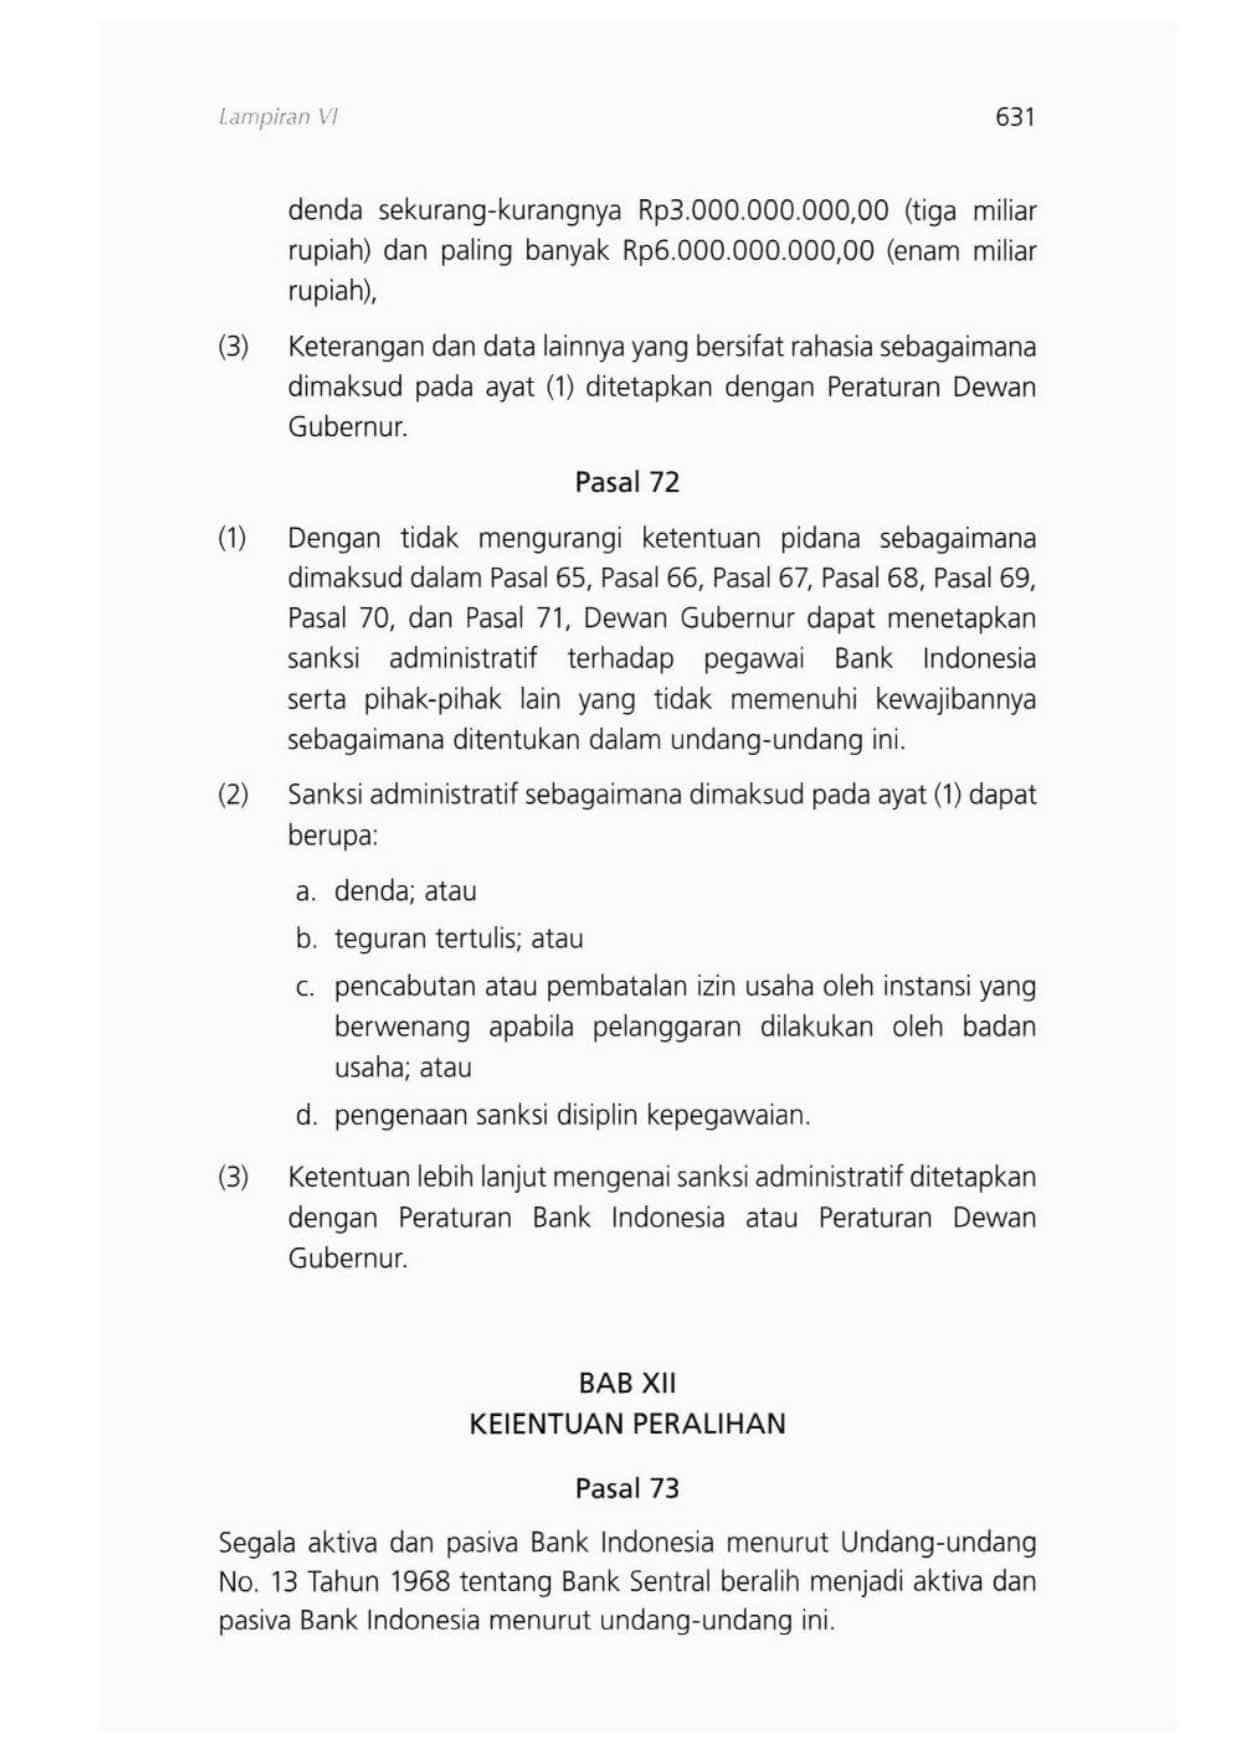 Lampiran VI 631
denda sekurang-kurangnya Rp3.000.000.000,00 (tiga miliar
rupiah) dan paling banyak Rp6.000.000.000,00 (enam miliar
rupiah),
(3) Keterangan dan data lainnya yang bersifat rahasia sebagaimana
dimaksud pada ayat (1) ditetapkan dengan Peraturan Dewan
Gubernur.
Pasal 72
(1) Dengan tidak mengurangi ketentuan pidana sebagaimana
dimaksud dalam Pasal 65, Pasal 66, Pasal 67, Pasal 68, Pasal 69,
Pasal 70, dan Pasal 71, Dewan Gubernur dapat menetapkan
sanksi administratif terhadap pegawai Bank Indonesia
serta pihak-pihak lain yang tidak memenuhi kewajibannya
sebagaimana ditentukan dalam undang-undang ini.
(2) Sanksi administratif sebagaimana dimaksud pada ayat (1) dapat
berupa:
a. denda; atau
b. teguran tertulis; atau
c. pencabutan atau pembatalan izin usaha oleh instansi yang
berwenang apabila pelanggaran dilakukan oleh badan
usaha; atau
d. pengenaan sanksi disiplin kepegawaian.
(3) Ketentuan lebih lanjut mengenai sanksi administratif ditetapkan
dengan Peraturan Bank Indonesia atau Peraturan Dewan
Gubernur.
BAB XII
KEIENTUAN PERALIHAN
Pasal 73
Segala aktiva dan pasiva Bank Indonesia menurut Undang-undang
No. 13 Tahun 1968 tentang Bank Sentral beralih menjadi aktiva dan
pasiva Bank Indonesia menurut undang-undang ini.